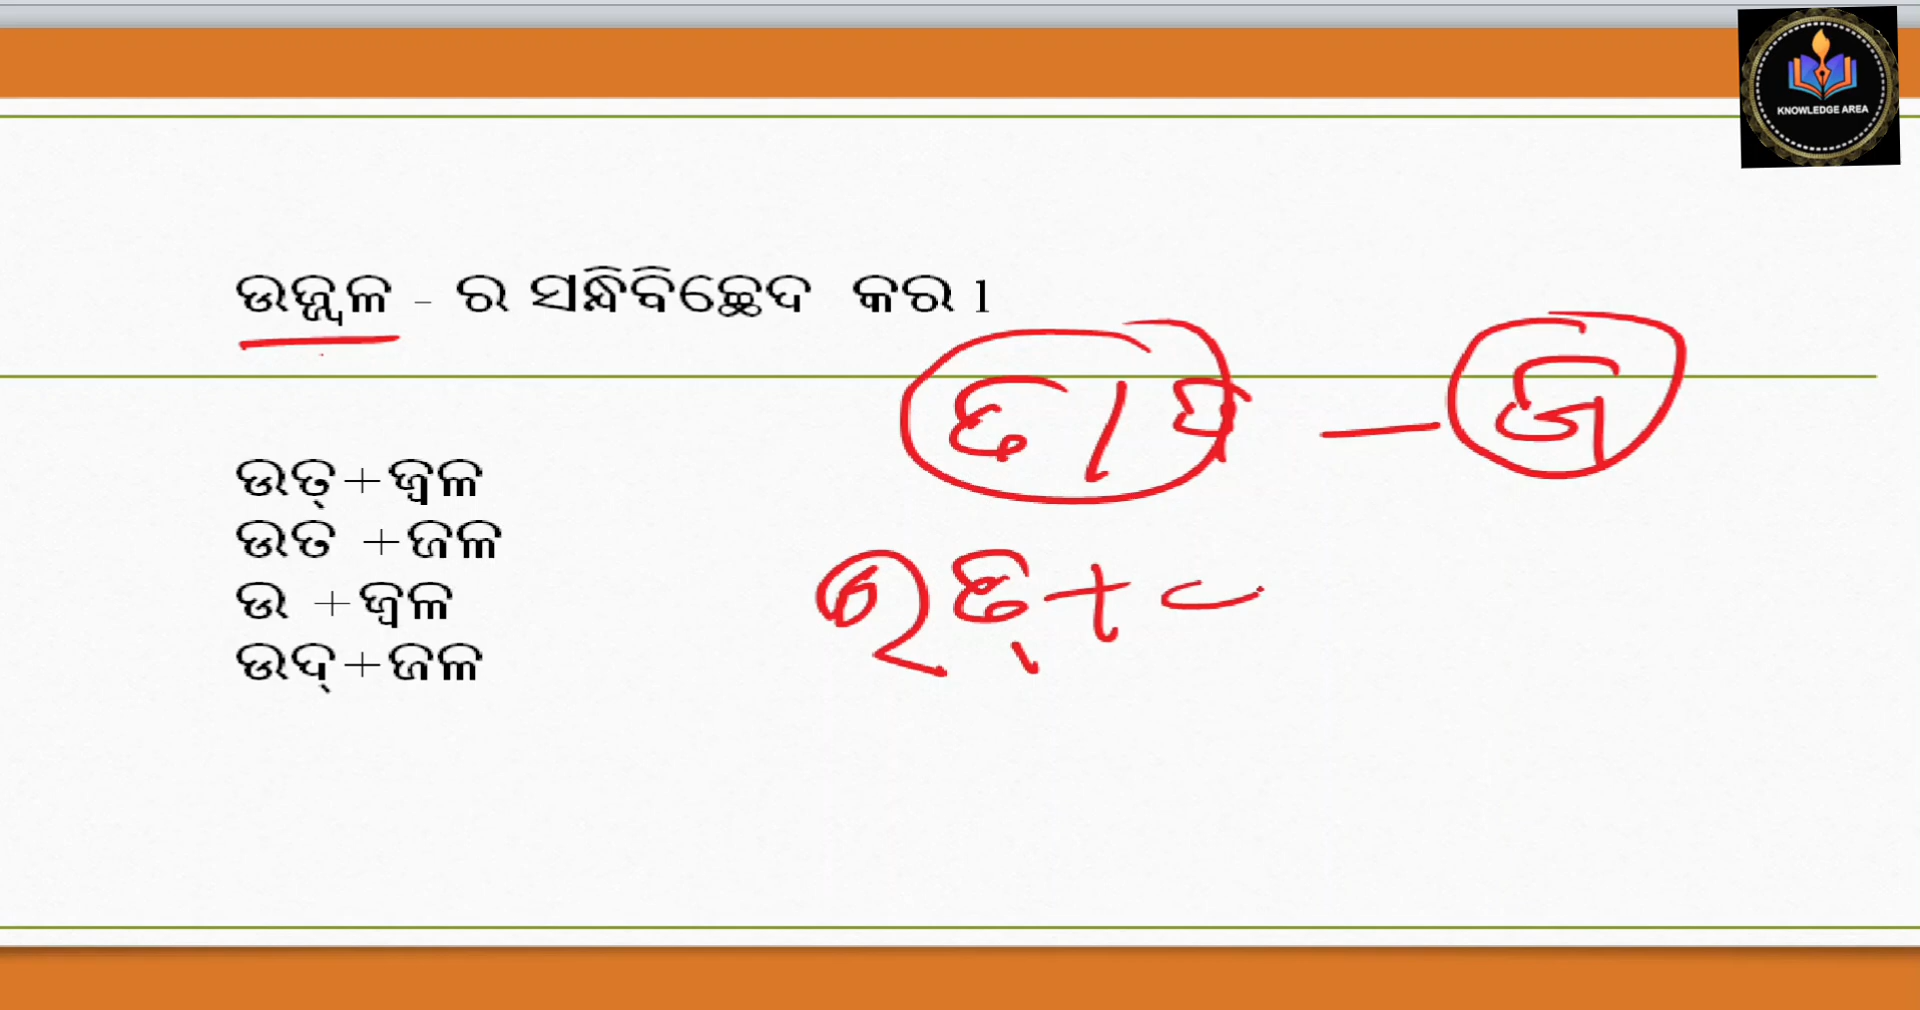 KNOWLEDGE AREA
ଉଜ୍ଜ୍ୱଳ - ର ସନ୍ଧିବିଚ୍ଛେଦ କର l
ଉତ୍+ଜ୍ୱଳ
ଉତ +ଜଳ
ଉ +ଜ୍ୱଳ
ଉଦ୍+ଜଳ